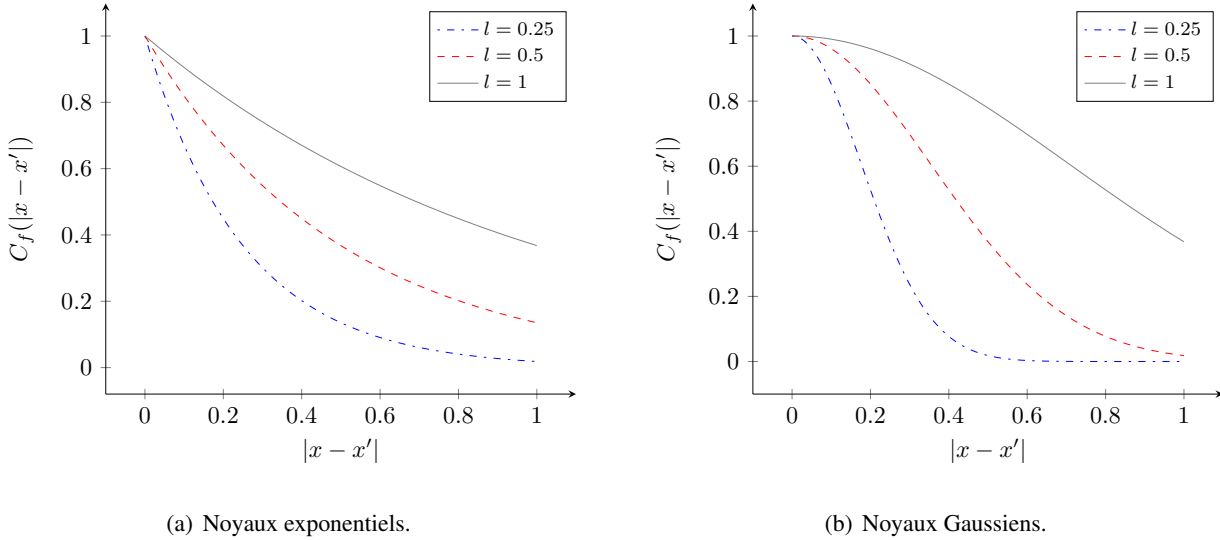 l = 0.25
l = 0.5
l = 1
1
0.8
0.6
0.4
0.2
0
C_f(|x − x′|)
0 0.2 0.4 0.6 0.8 1
|x − x′|
(a) Noyaux exponentiels.
l = 0.25
l = 0.5
l = 1
1
0.8
0.6
0.4
0.2
0
C_f(|x − x′|)
0 0.2 0.4 0.6 0.8 1
|x − x′|
(b) Noyaux Gaussiens.